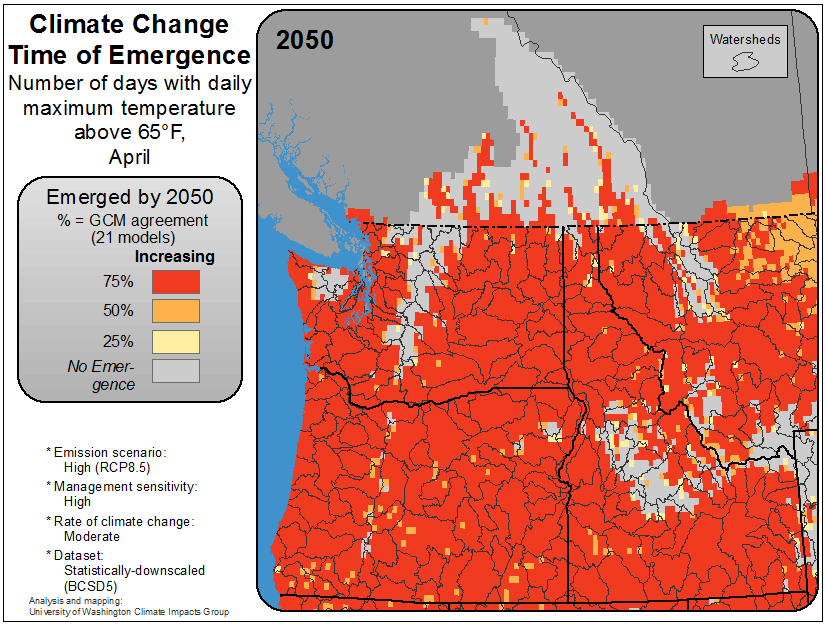 Climate Change
Time of Emergence
Number of days with daily
maximum temperature
above 65°F,
April
Emerged by 2050
% = GCM agreement
(21 models)
Increasing
75%
50%
25%
No Emer-
gence
* Emission scenario:
High (RCP8.5)
* Management sensitivity:
High
* Rate of climate change:
Moderate
* Dataset:
Statistically-downscaled
(BCSD5)
Analysis and mapping:
University of Washington Climate Impacts Group
2050
Watersheds